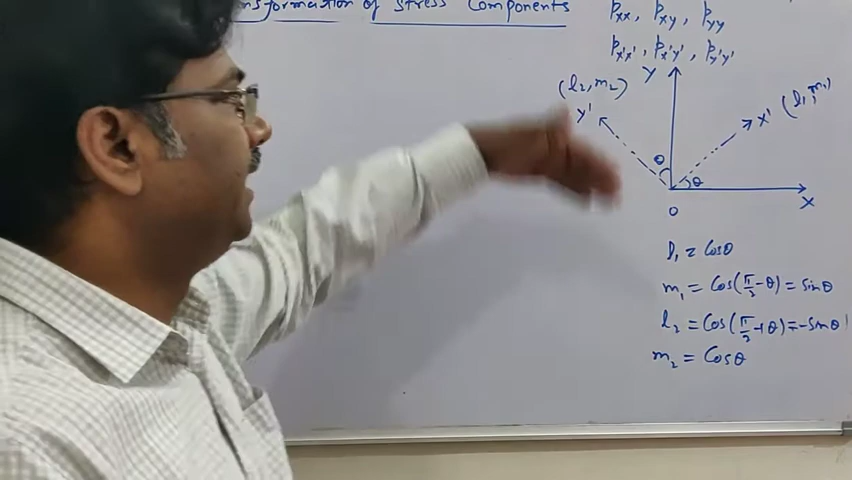 nsformation of Stress Components
Pxx, Pxy, Pyy
Px'x', Px'y', Py'y'
Y
(l₂, m₂)
Y'
X' (l₁, m₁)
θ
θ
O
X
l₁ = Cosθ
m₁ = Cos(π/2 - θ) = Sinθ
l₂ = Cos(π/2 + θ) = -Sinθ
m₂ = Cosθ